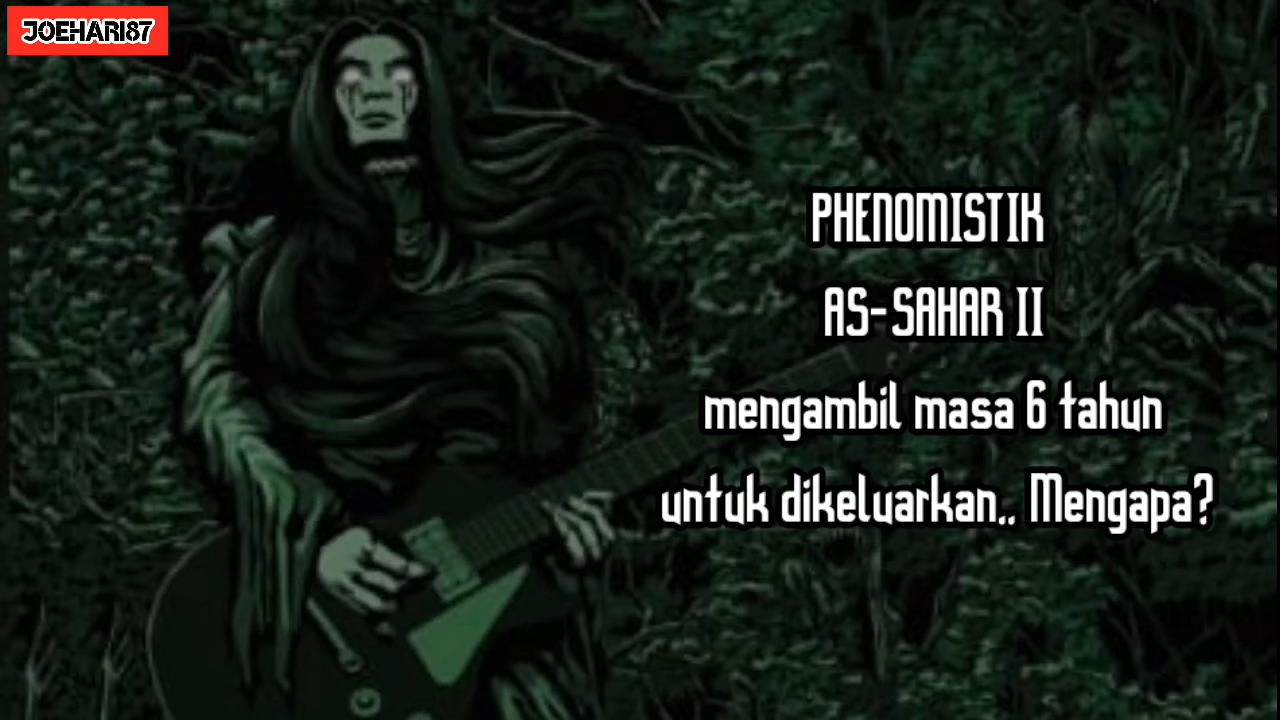 JOEHARI87
PHENOMISTIK
AS-SAHAR II
mengambil masa 6 tahun
untuk dikeluarkan.. Mengapa?